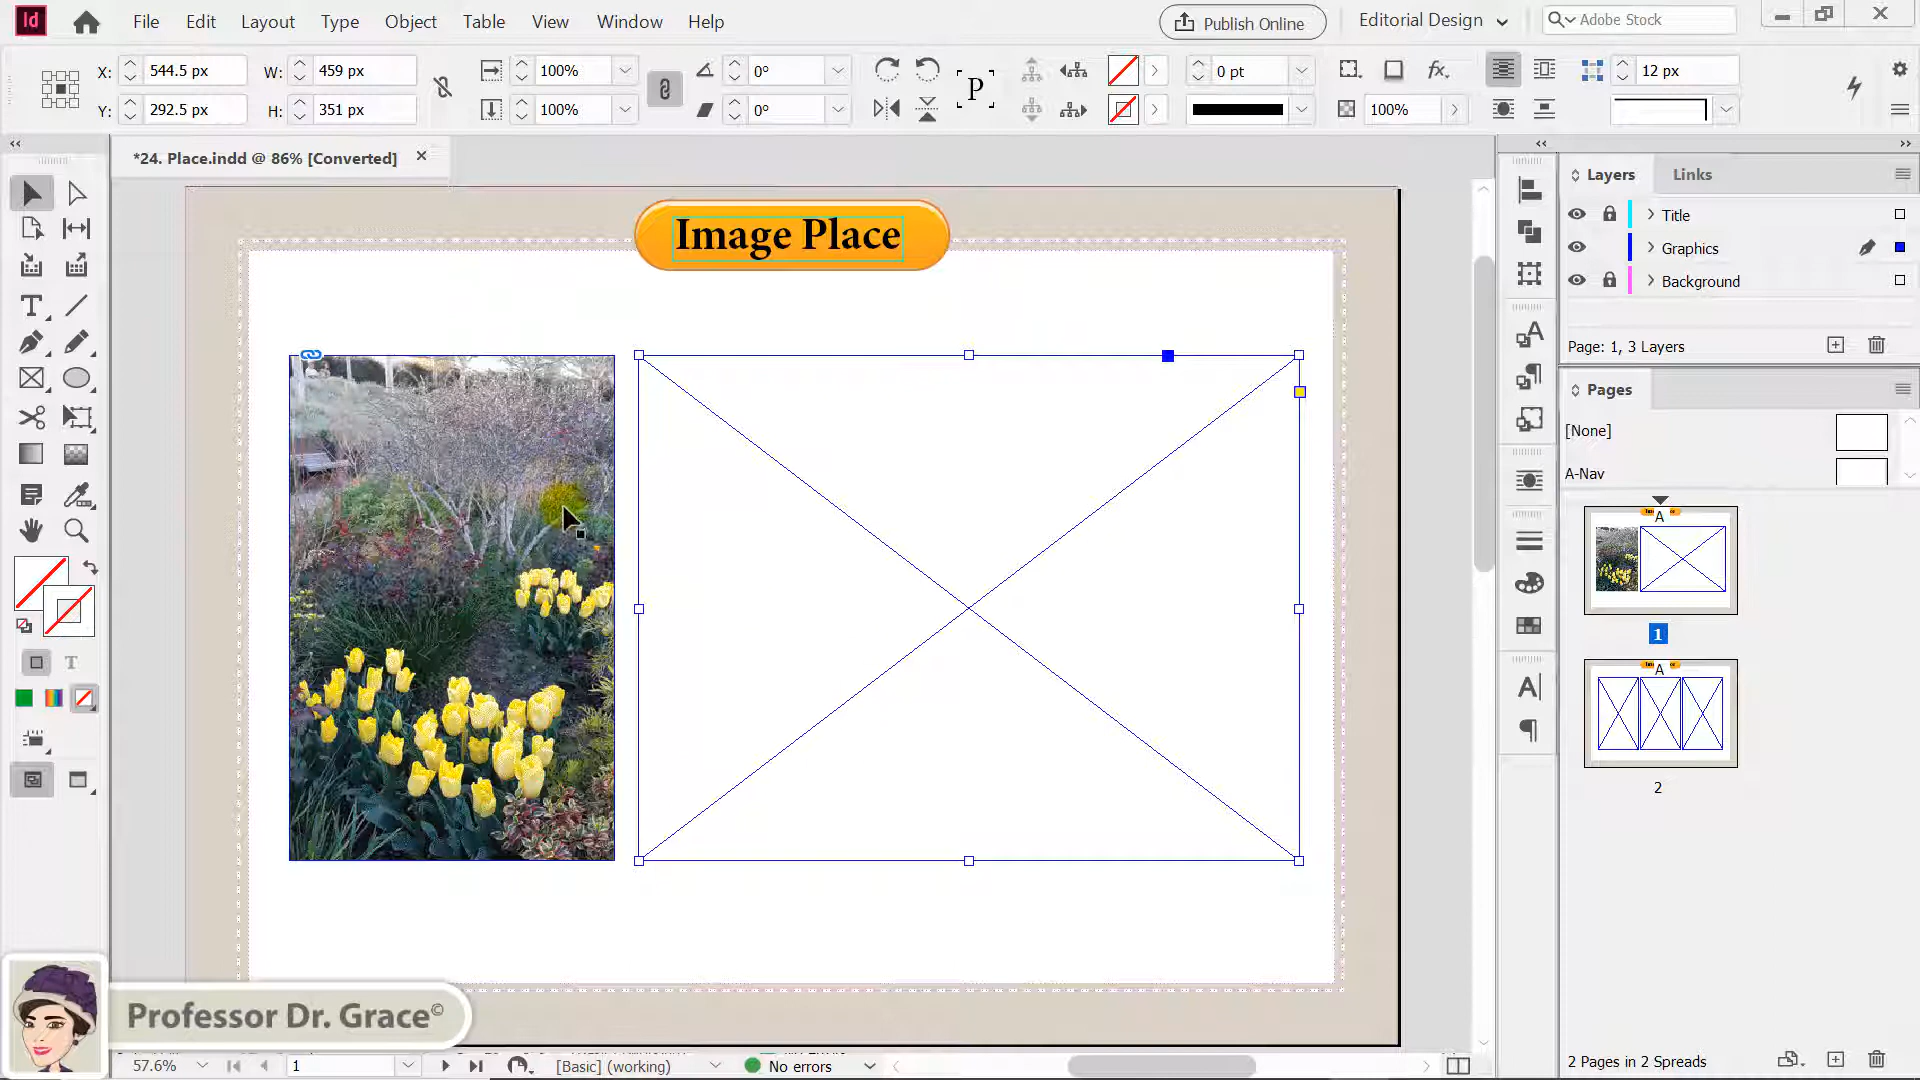 Id File Edit Layout Type Object Table View Window Help Publish Online Editorial Design Adobe Stock
X: 544.5 px W: 459 px 100% 0° P 0 pt fx. 12 px
Y: 292.5 px H: 351 px 100% 0° 100%
*24. Place.indd @ 86% [Converted]
Image Place
Layers Links
Title
Graphics
Background
Page: 1, 3 Layers
Pages
[None]
A-Nav
A
1
A
2
2 Pages in 2 Spreads
Professor Dr. Grace©
57.6% 1 [Basic] (working) No errors